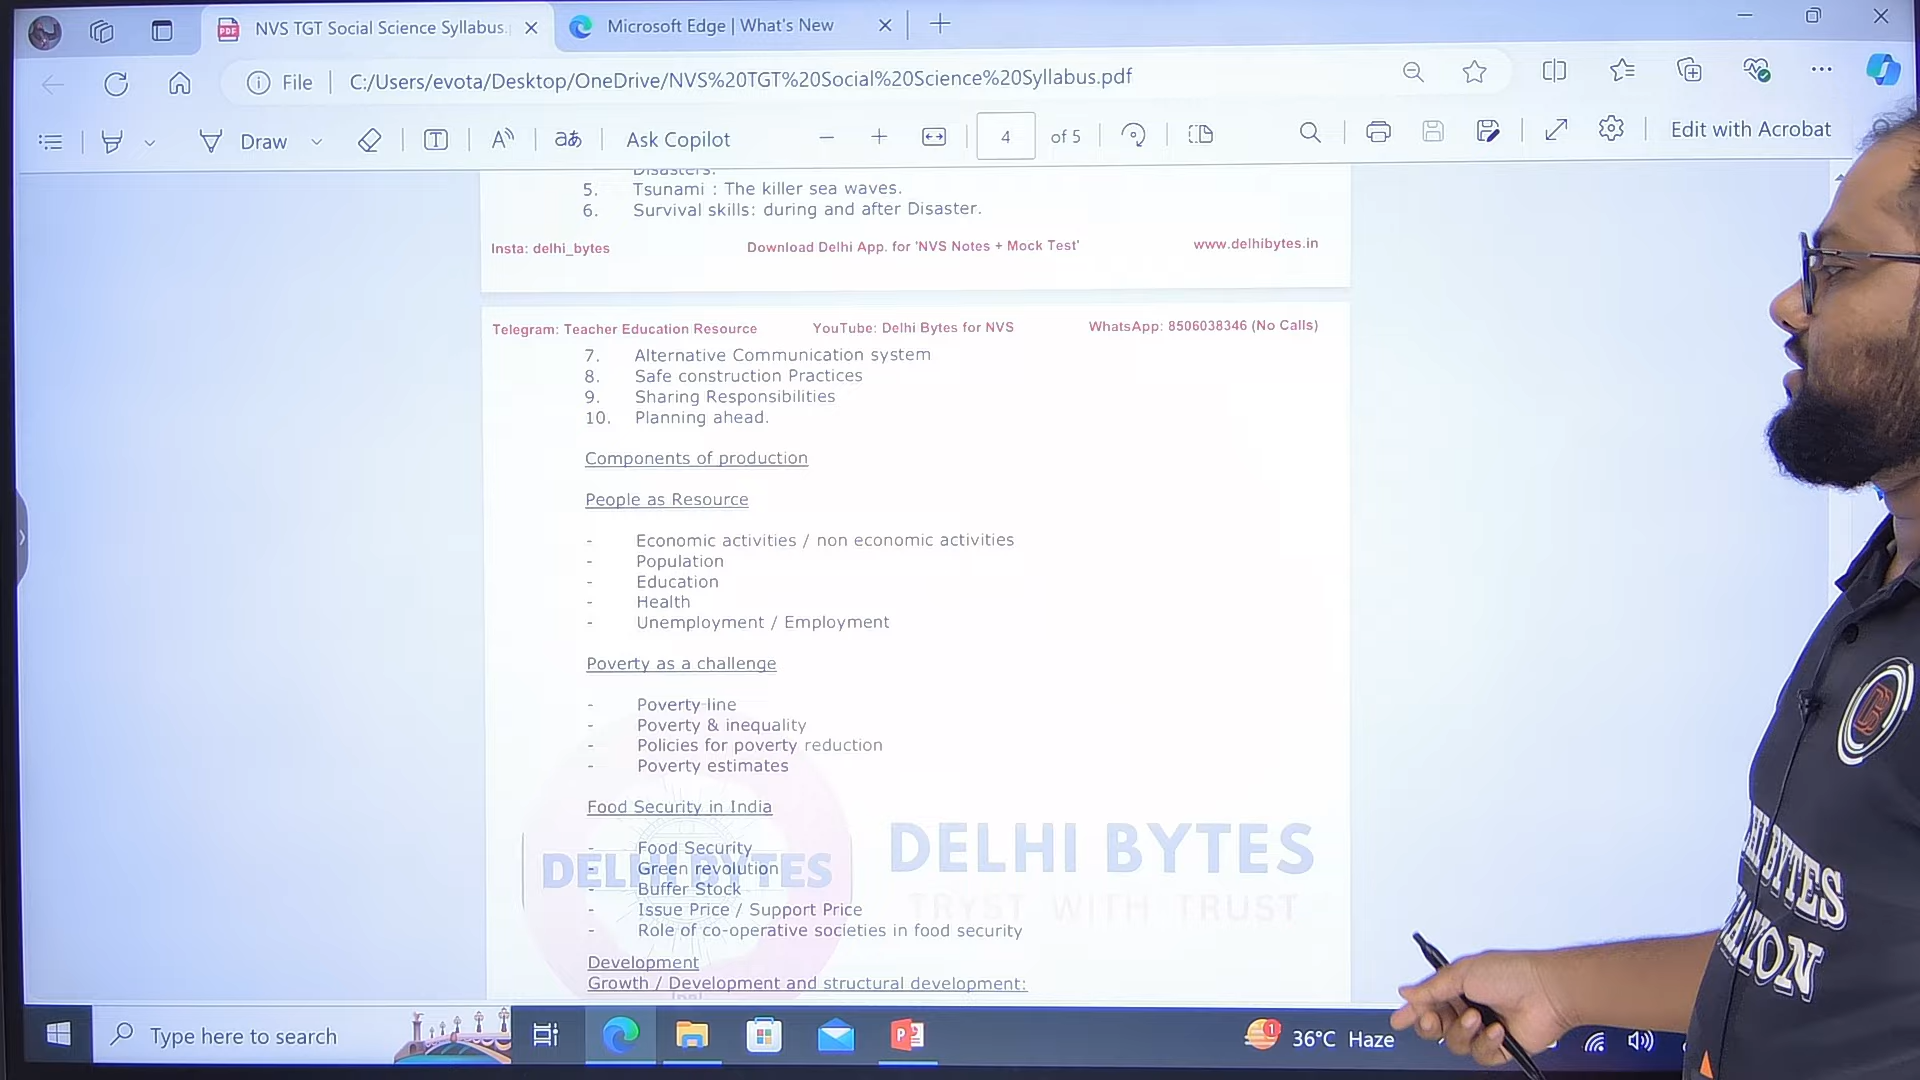 NVS TGT Social Science Syllabus.
Microsoft Edge | What's New
File
C:/Users/evota/Desktop/OneDrive/NVS%20TGT%20Social%20Science%20Syllabus.pdf
Draw
Ask Copilot
4 of 5
Edit with Acrobat
Disasters.
5. Tsunami : The killer sea waves.
6. Survival skills: during and after Disaster.
Insta: delhi_bytes Download Delhi App. for 'NVS Notes + Mock Test' www.delhibytes.in
Telegram: Teacher Education Resource YouTube: Delhi Bytes for NVS WhatsApp: 8506038346 (No Calls)
7. Alternative Communication system
8. Safe construction Practices
9. Sharing Responsibilities
10. Planning ahead.
Components of production
People as Resource
- Economic activities / non economic activities
- Population
- Education
- Health
- Unemployment / Employment
Poverty as a challenge
- Poverty line
- Poverty & inequality
- Policies for poverty reduction
- Poverty estimates
Food Security in India
- Food Security
- Green revolution
- Buffer Stock
- Issue Price / Support Price
- Role of co-operative societies in food security
DELHI BYTES
DELHI BYTES
TRYST WITH TRUST
Development
Growth / Development and structural development:
Type here to search
36°C Haze